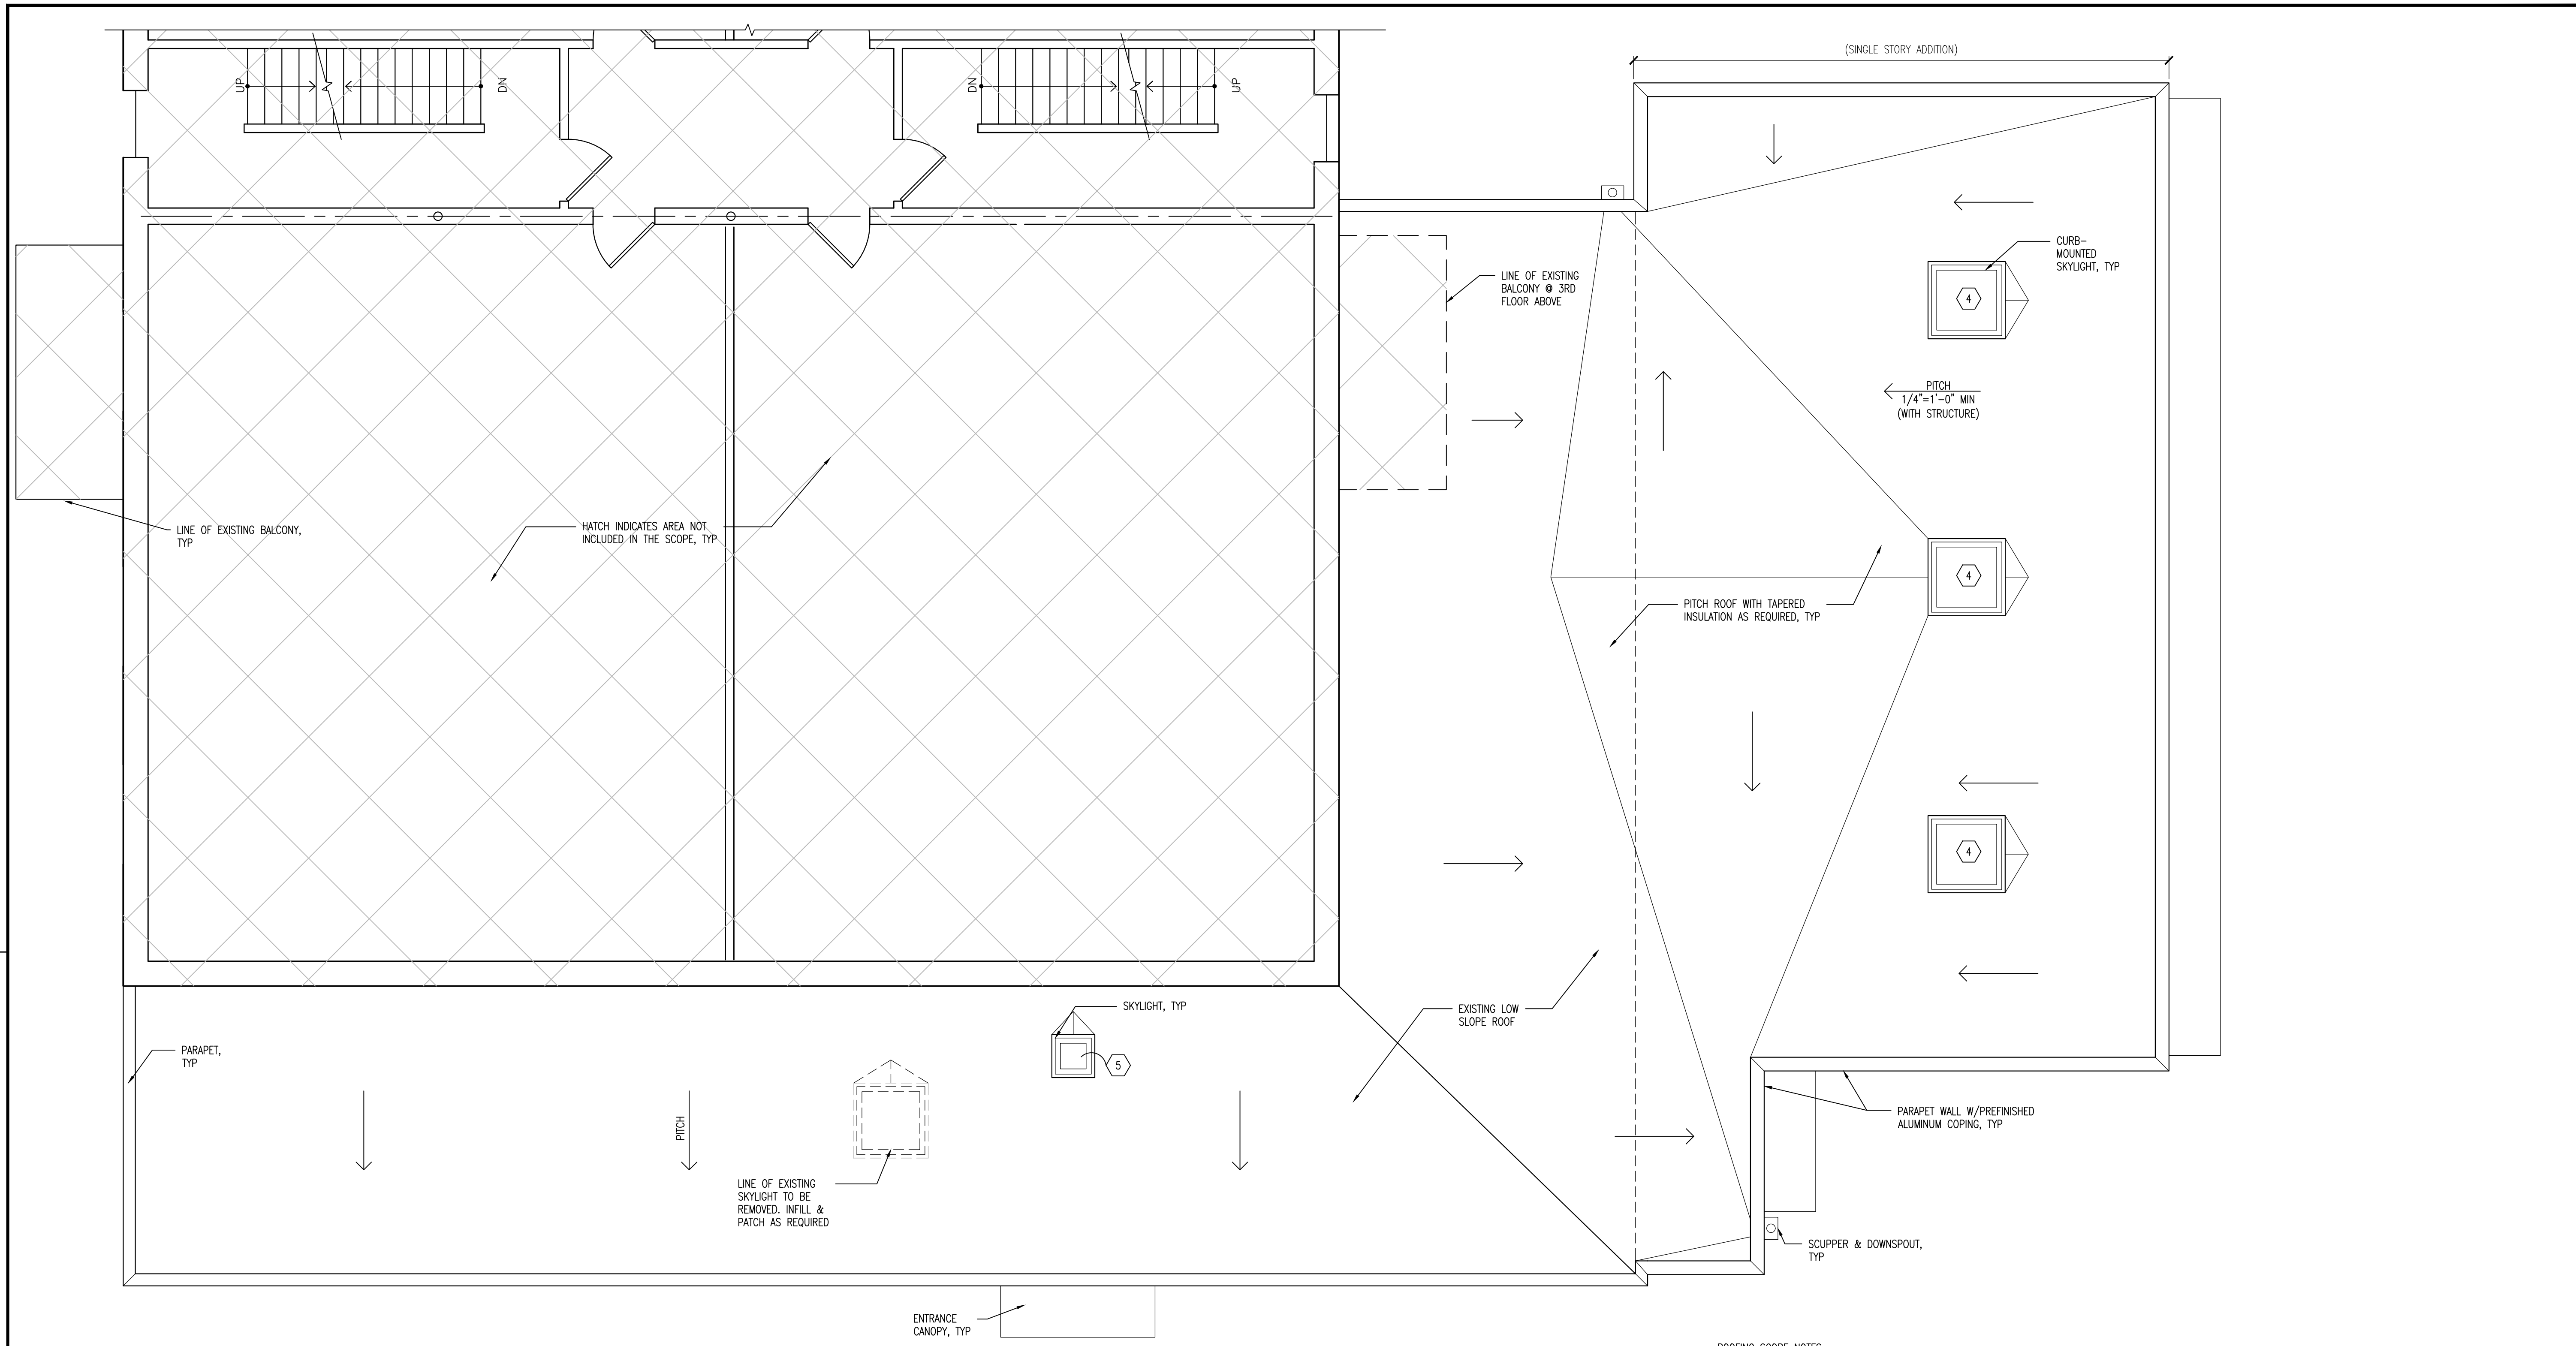 (SINGLE STORY ADDITION)
UP
DN
DN
UP
CURB-
MOUNTED
SKYLIGHT, TYP
LINE OF EXISTING
BALCONY @ 3RD
FLOOR ABOVE
4
PITCH
1/4"=1'-0" MIN
(WITH STRUCTURE)
LINE OF EXISTING BALCONY,
TYP
HATCH INDICATES AREA NOT
INCLUDED IN THE SCOPE, TYP
4
PITCH ROOF WITH TAPERED
INSULATION AS REQUIRED, TYP
4
SKYLIGHT, TYP
EXISTING LOW
SLOPE ROOF
PARAPET,
TYP
5
PITCH
PARAPET WALL W/PREFINISHED
ALUMINUM COPING, TYP
LINE OF EXISTING
SKYLIGHT TO BE
REMOVED. INFILL &
PATCH AS REQUIRED
SCUPPER & DOWNSPOUT,
TYP
ENTRANCE
CANOPY, TYP
ROOFING SCOPE NOTES